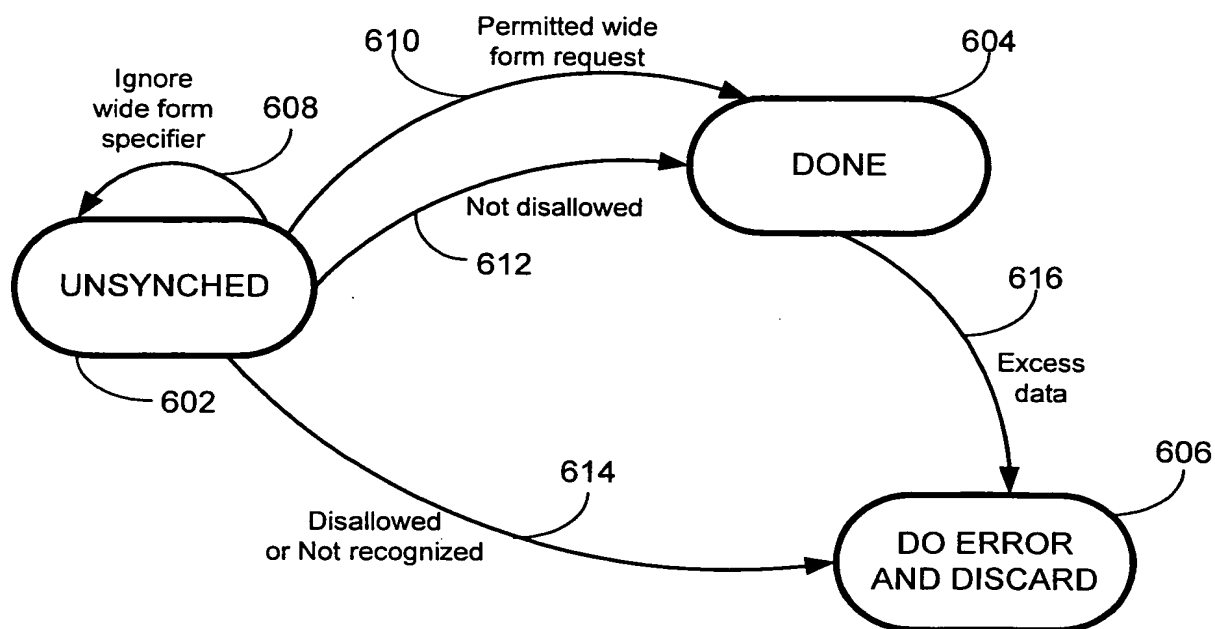 610
Permitted wide
form request
604
Ignore
wide form
specifier
608
DONE
Not disallowed
612
UNSYNCHED
602
616
Excess
data
614
606
Disallowed
or Not recognized
DO ERROR
AND DISCARD